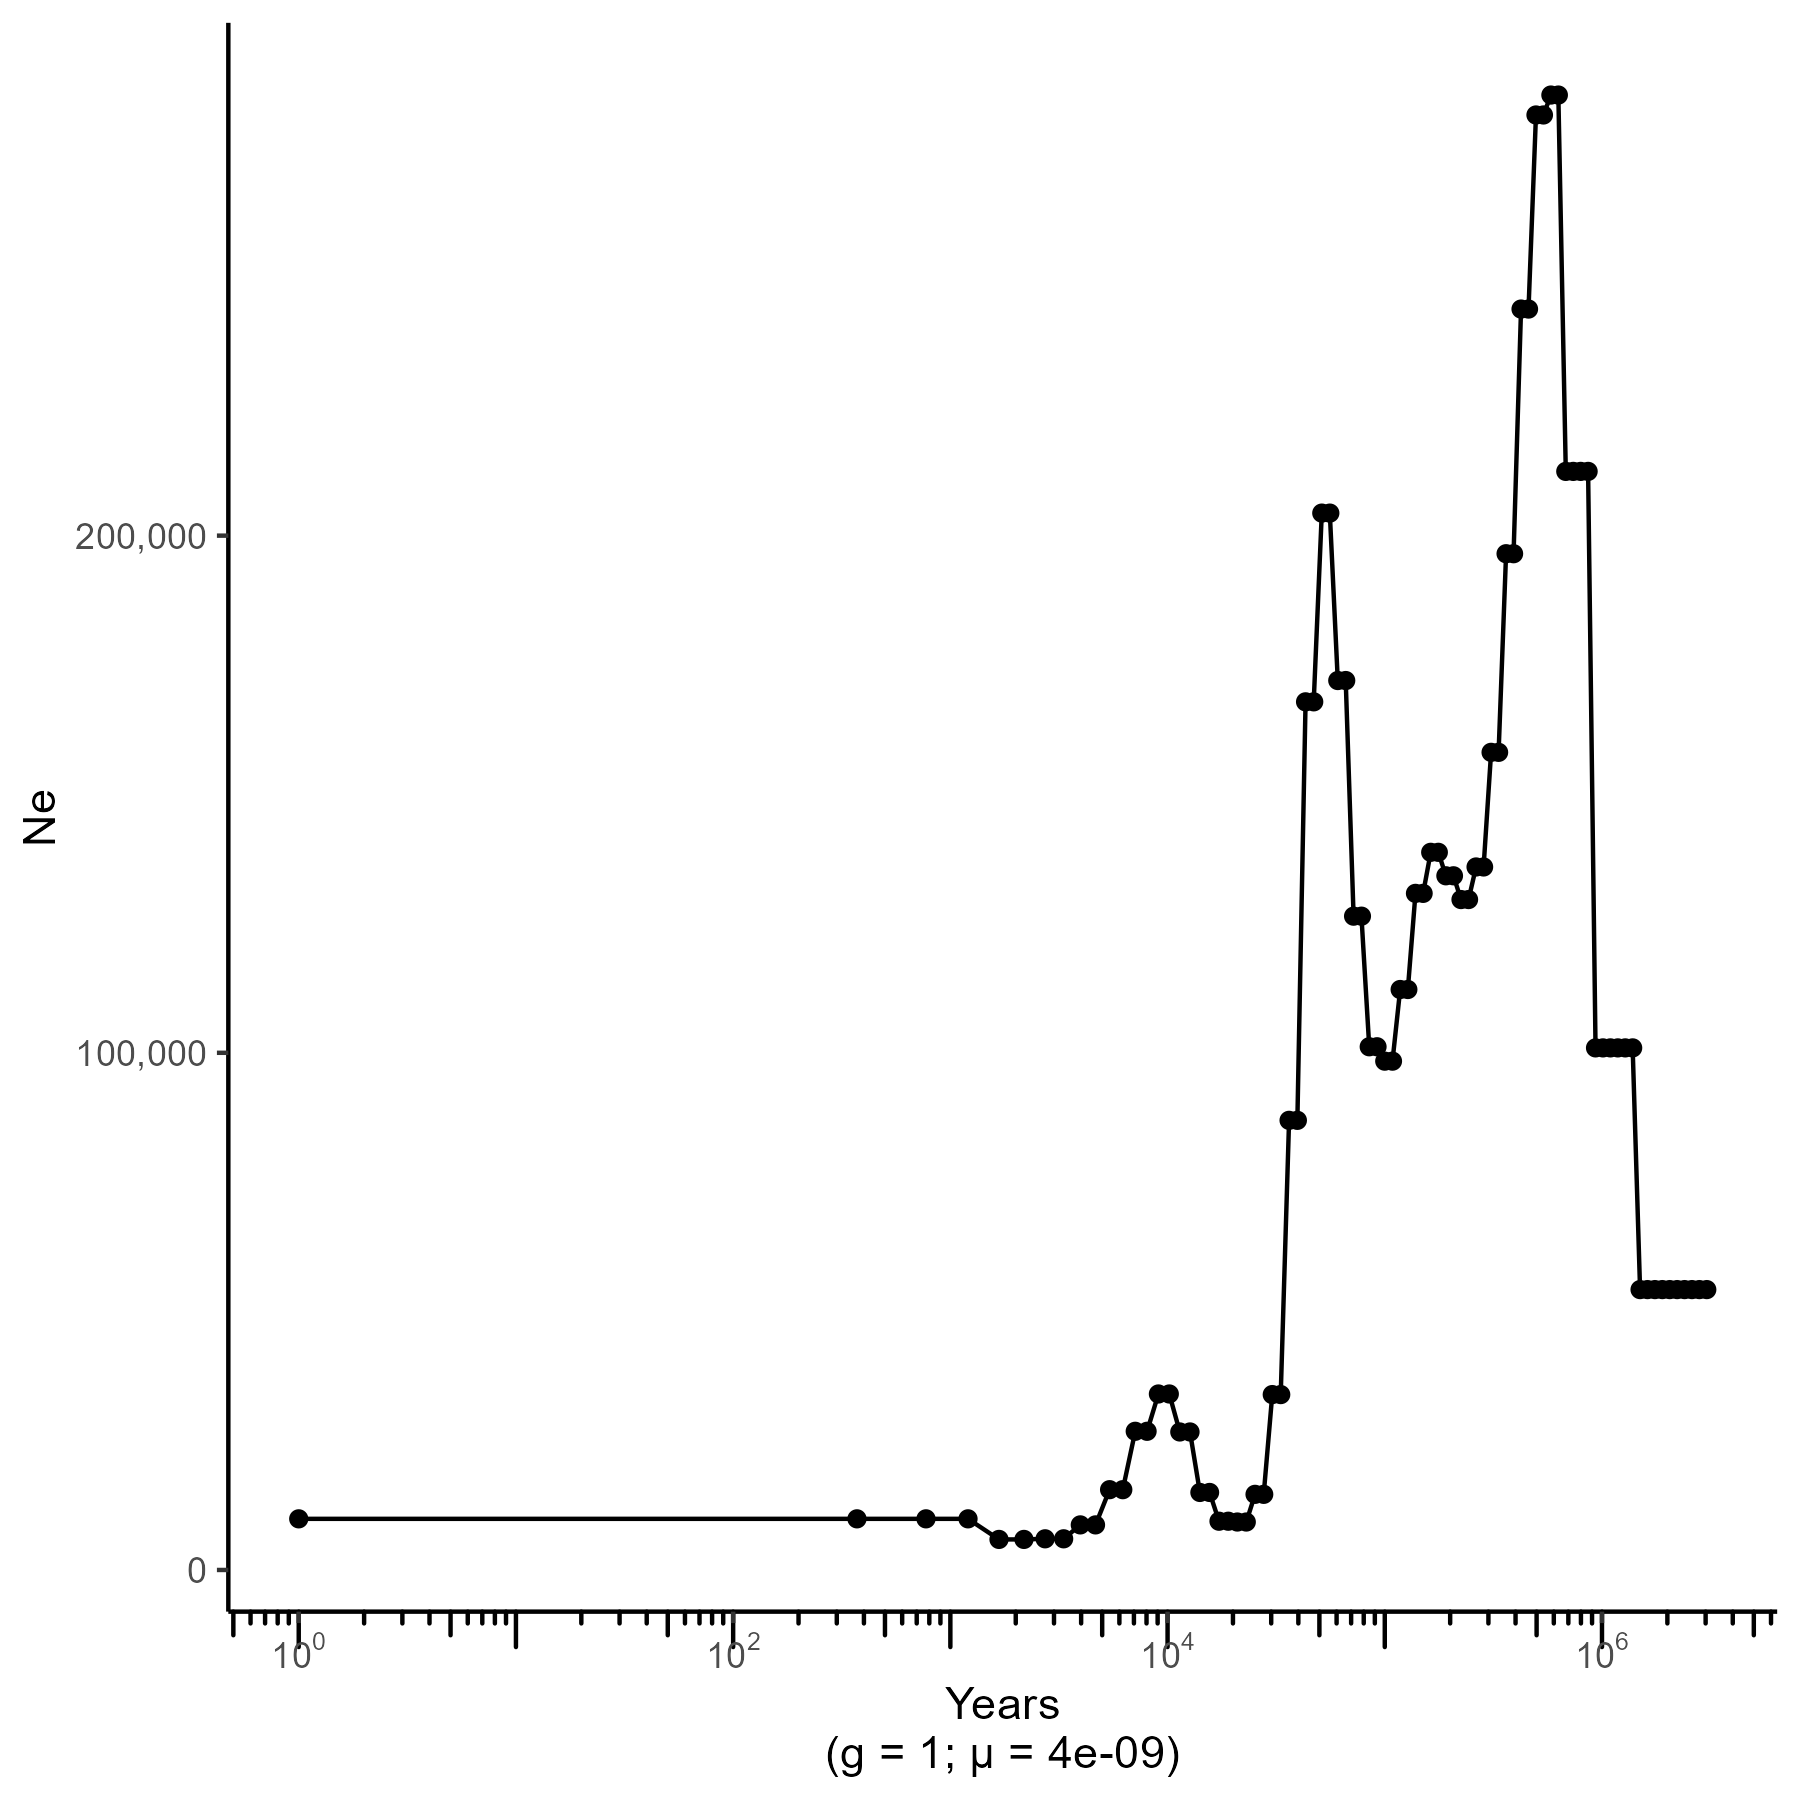 Ne
200,000
100,000
0
10⁰ 10² 10⁴ 10⁶
Years
(g = 1; μ = 4e-09)